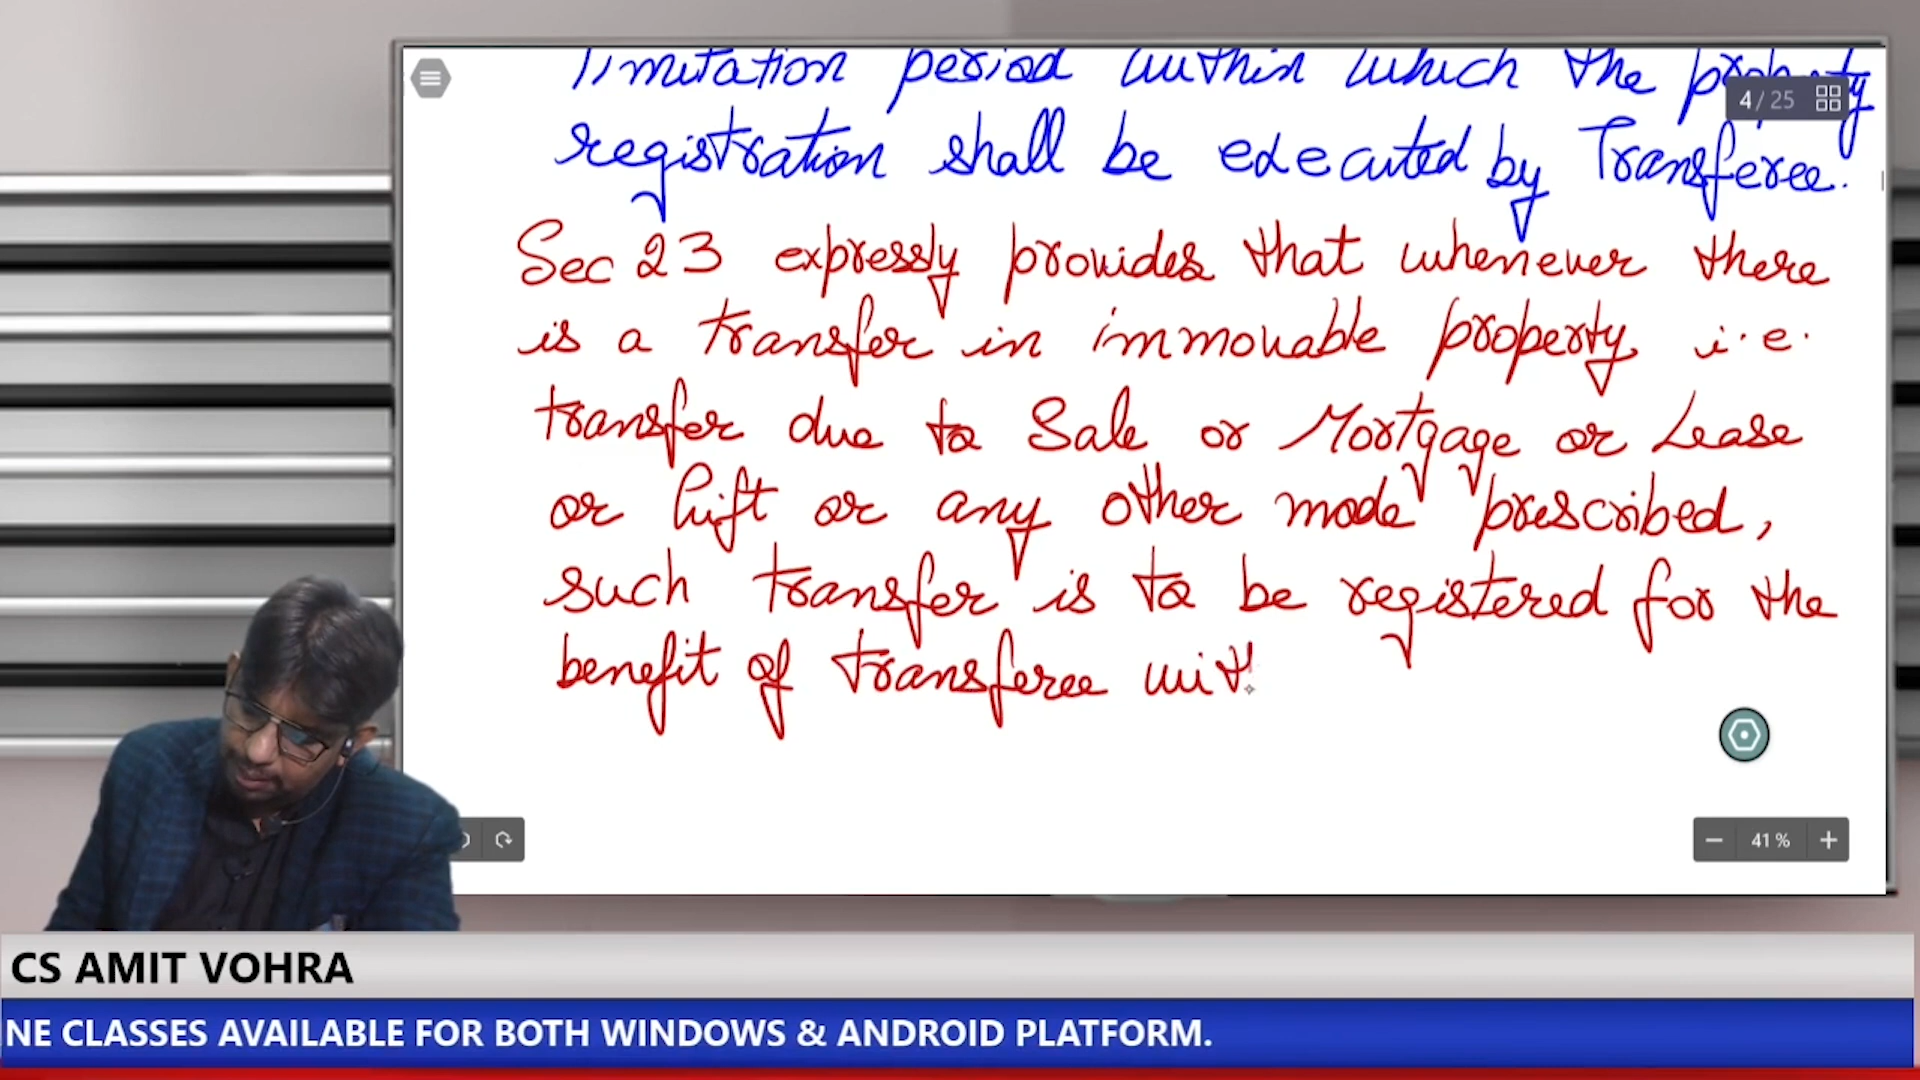 limitation period within which the property
4 / 25
registration shall be executed by Transferee.
Sec 23 expressly provides that whenever there
is a transfer in immovable property i.e.
transfer due to Sale or Mortgage or Lease
or Gift or any other mode prescribed,
such transfer is to be registered for the
benefit of transferee with
41 %
CS AMIT VOHRA
NE CLASSES AVAILABLE FOR BOTH WINDOWS & ANDROID PLATFORM.